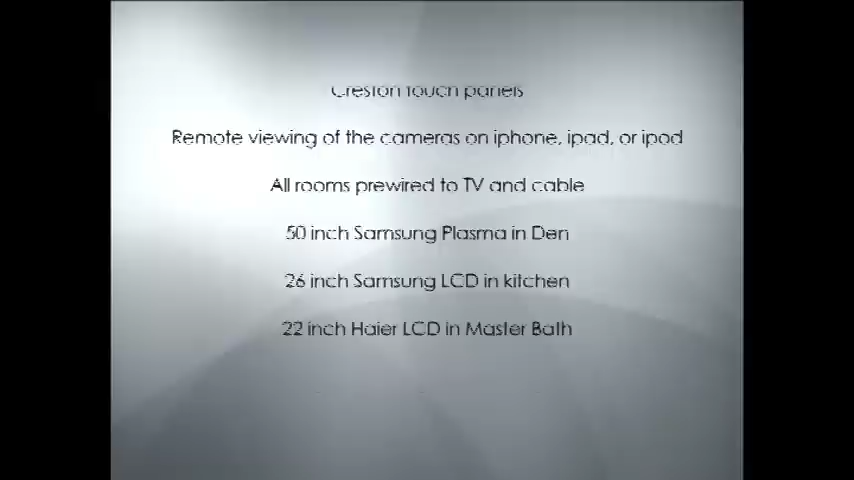 Creston touch panels
Remote viewing of the cameras on iphone, ipad, or ipod
All rooms prewired to TV and cable
50 inch Samsung Plasma in Den
26 inch Samsung LCD in kitchen
22 inch Haier LCD in Master Bath